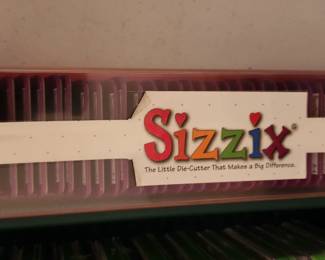 Sizzix®
The Little Die-Cutter That Makes a Big Difference.